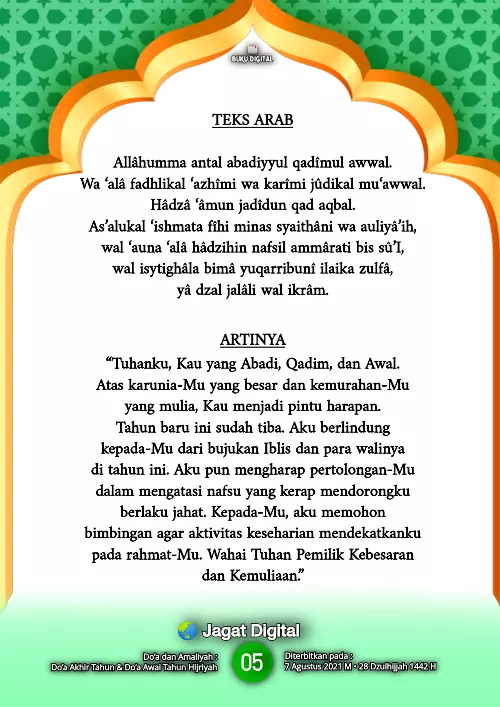 BUKU DIGITAL
TEKS ARAB
Allâhumma antal abadiyyul qadîmul awwal.
Wa ‘alâ fadhlikal ‘azhîmi wa karîmi jûdikal mu‘awwal.
Hâdzâ ‘âmun jadîdun qad aqbal.
As’alukal ‘ishmata fîhi minas syaithâni wa auliyâ’ih,
wal ‘auna ‘alâ hâdzihin nafsil ammârati bis sû’I,
wal isytighâla bimâ yuqarribunî ilaika zulfâ,
yâ dzal jalâli wal ikrâm.
ARTINYA
“Tuhanku, Kau yang Abadi, Qadim, dan Awal.
Atas karunia-Mu yang besar dan kemurahan-Mu
yang mulia, Kau menjadi pintu harapan.
Tahun baru ini sudah tiba. Aku berlindung
kepada-Mu dari bujukan Iblis dan para walinya
di tahun ini. Aku pun mengharap pertolongan-Mu
dalam mengatasi nafsu yang kerap mendorongku
berlaku jahat. Kepada-Mu, aku memohon
bimbingan agar aktivitas keseharian mendekatkanku
pada rahmat-Mu. Wahai Tuhan Pemilik Kebesaran
dan Kemuliaan.”
Jagat Digital
Do'a dan Amaliyah :
Do'a Akhir Tahun & Do'a Awal Tahun Hijriyah
05
Diterbitkan pada :
7 Agustus 2021 M • 28 Dzulhijjah 1442 H